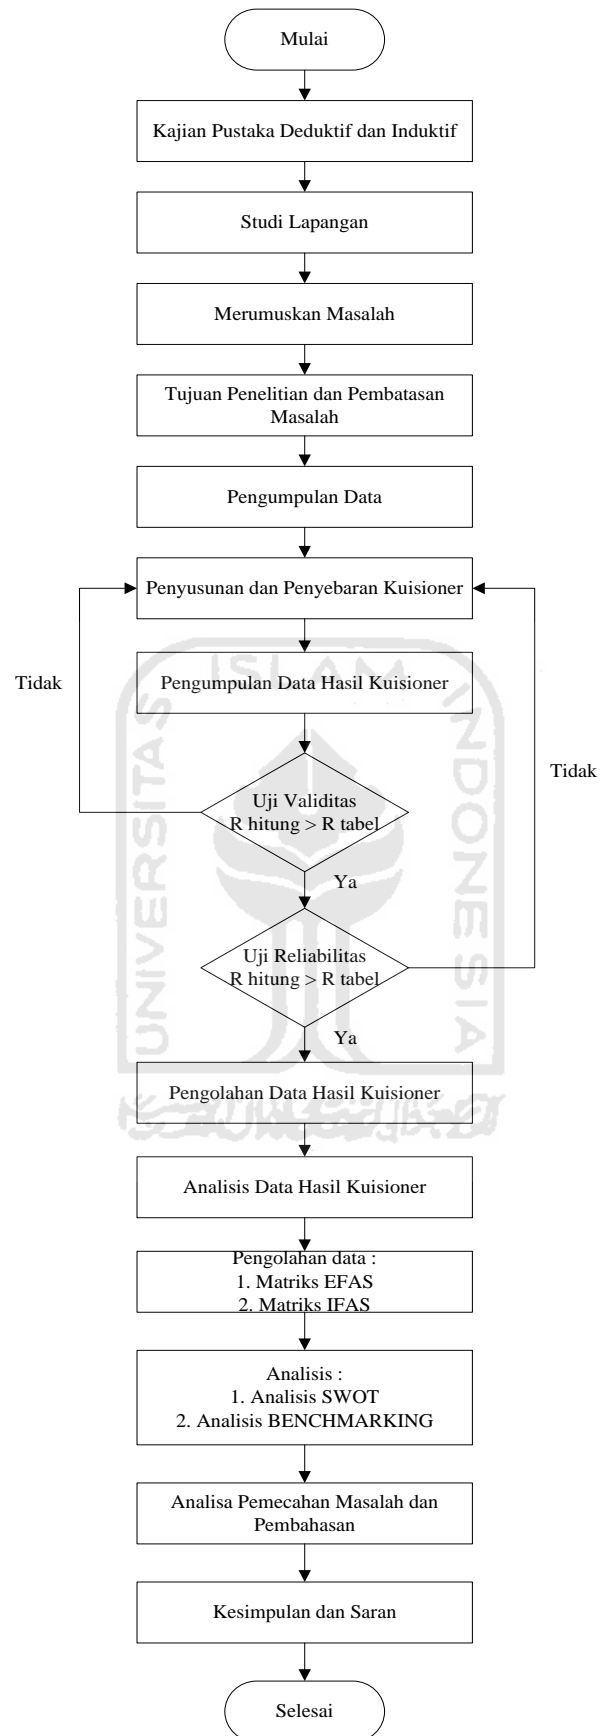 Mulai
Kajian Pustaka Deduktif dan Induktif
Studi Lapangan
Merumuskan Masalah
Tujuan Penelitian dan Pembatasan
Masalah
Pengumpulan Data
Penyusunan dan Penyebaran Kuisioner
Tidak
Pengumpulan Data Hasil Kuisioner
Tidak
Uji Validitas
R hitung > R tabel
Ya
Uji Reliabilitas
R hitung > R tabel
Ya
Pengolahan Data Hasil Kuisioner
Analisis Data Hasil Kuisioner
Pengolahan data :
1. Matriks EFAS
2. Matriks IFAS
Analisis :
1. Analisis SWOT
2. Analisis BENCHMARKING
Analisa Pemecahan Masalah dan
Pembahasan
Kesimpulan dan Saran
Selesai
UNIVERSITAS
ISLAM
INDONESIA